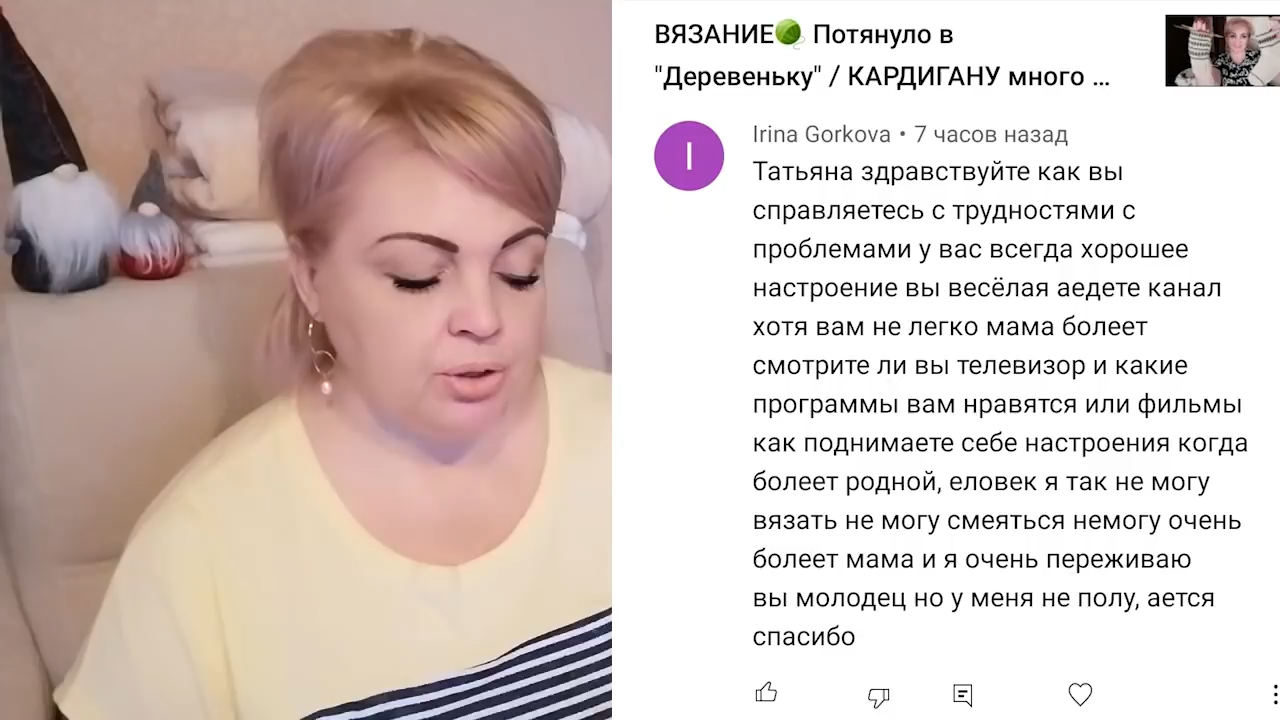 ВЯЗАНИЕ Потянуло в
"Деревеньку" / КАРДИГАНУ много ...
I
Irina Gorkova • 7 часов назад
Татьяна здравствуйте как вы
справляетесь с трудностями с
проблемами у вас всегда хорошее
настроение вы весёлая аедете канал
хотя вам не легко мама болеет
смотрите ли вы телевизор и какие
программы вам нравятся или фильмы
как поднимаете себе настроения когда
болеет родной, еловек я так не могу
вязать не могу смеяться немогу очень
болеет мама и я очень переживаю
вы молодец но у меня не полу, ается
спасибо